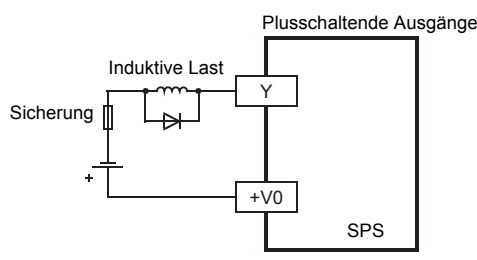 Plusschaltende Ausgänge
Induktive Last
Y
Sicherung
+
+V0
SPS